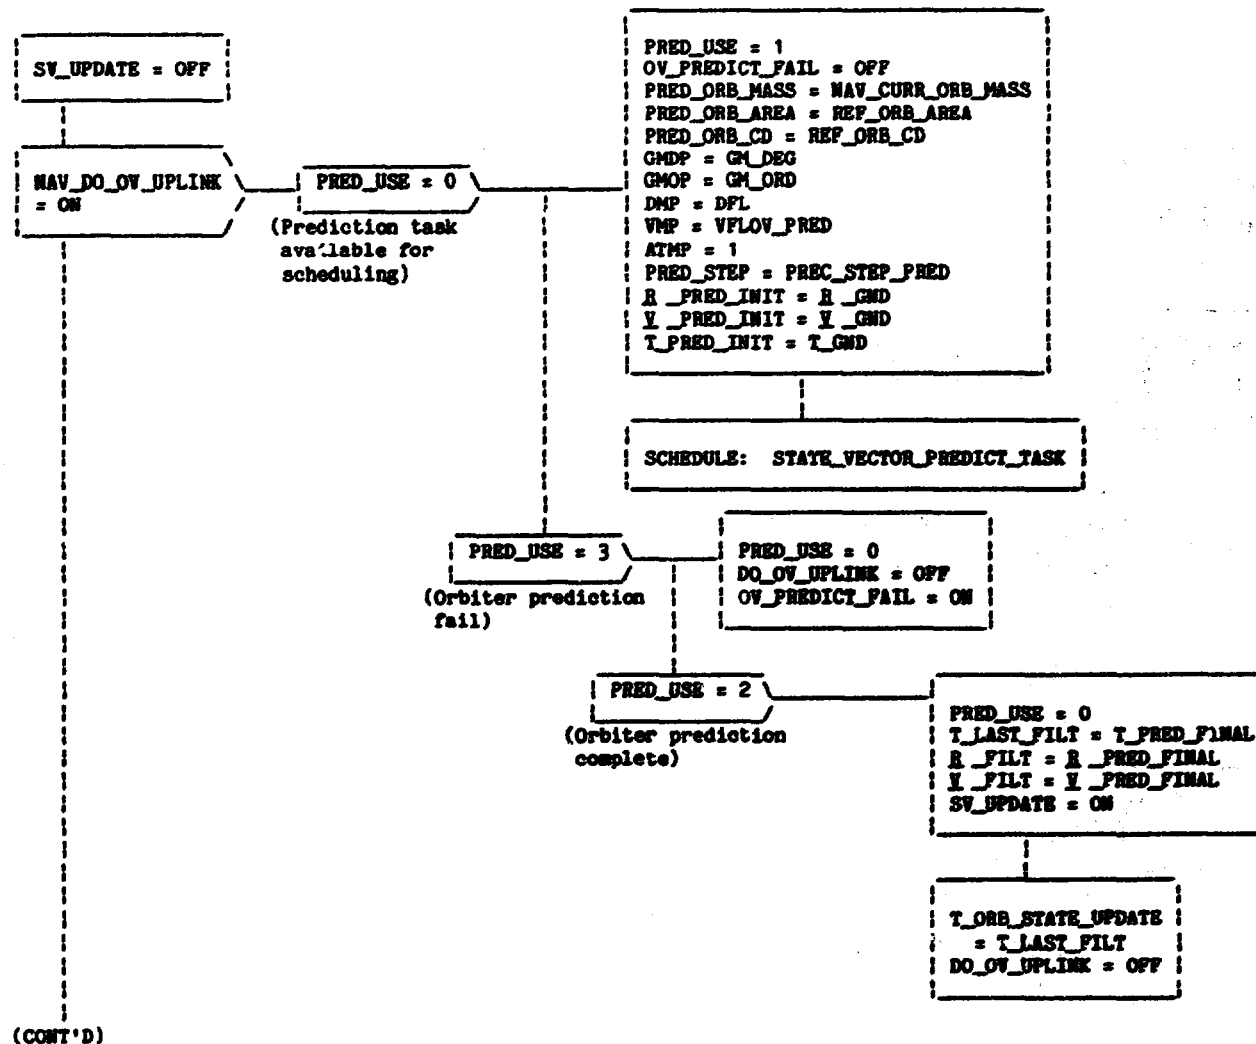 SV_UPDATE = OFF
NAV_DO_OV_UPLINK
= ON
PRED_USE = 0
(Prediction task
available for
scheduling)
PRED_USE = 1
OV_PREDICT_FAIL = OFF
PRED_ORB_MASS = NAV_CURR_ORB_MASS
PRED_ORB_AREA = REF_ORB_AREA
PRED_ORB_CD = REF_ORB_CD
GMDP = GM_DEG
GMOP = GM_ORD
DMP = DFL
VMP = VFLOV_PRED
ATMP = 1
PRED_STEP = PREC_STEP_PRED
R _PRED_INIT = R _GND
V _PRED_INIT = V _GND
T_PRED_INIT = T_GND
SCHEDULE: STATE_VECTOR_PREDICT_TASK
PRED_USE = 3
(Orbiter prediction
fail)
PRED_USE = 0
DO_OV_UPLINK = OFF
OV_PREDICT_FAIL = ON
PRED_USE = 2
(Orbiter prediction
complete)
PRED_USE = 0
T_LAST_FILT = T_PRED_FINAL
R _FILT = R _PRED_FINAL
V _FILT = V _PRED_FINAL
SV_UPDATE = ON
T_ORB_STATE_UPDATE
= T_LAST_FILT
DO_OV_UPLINK = OFF
(CONT'D)